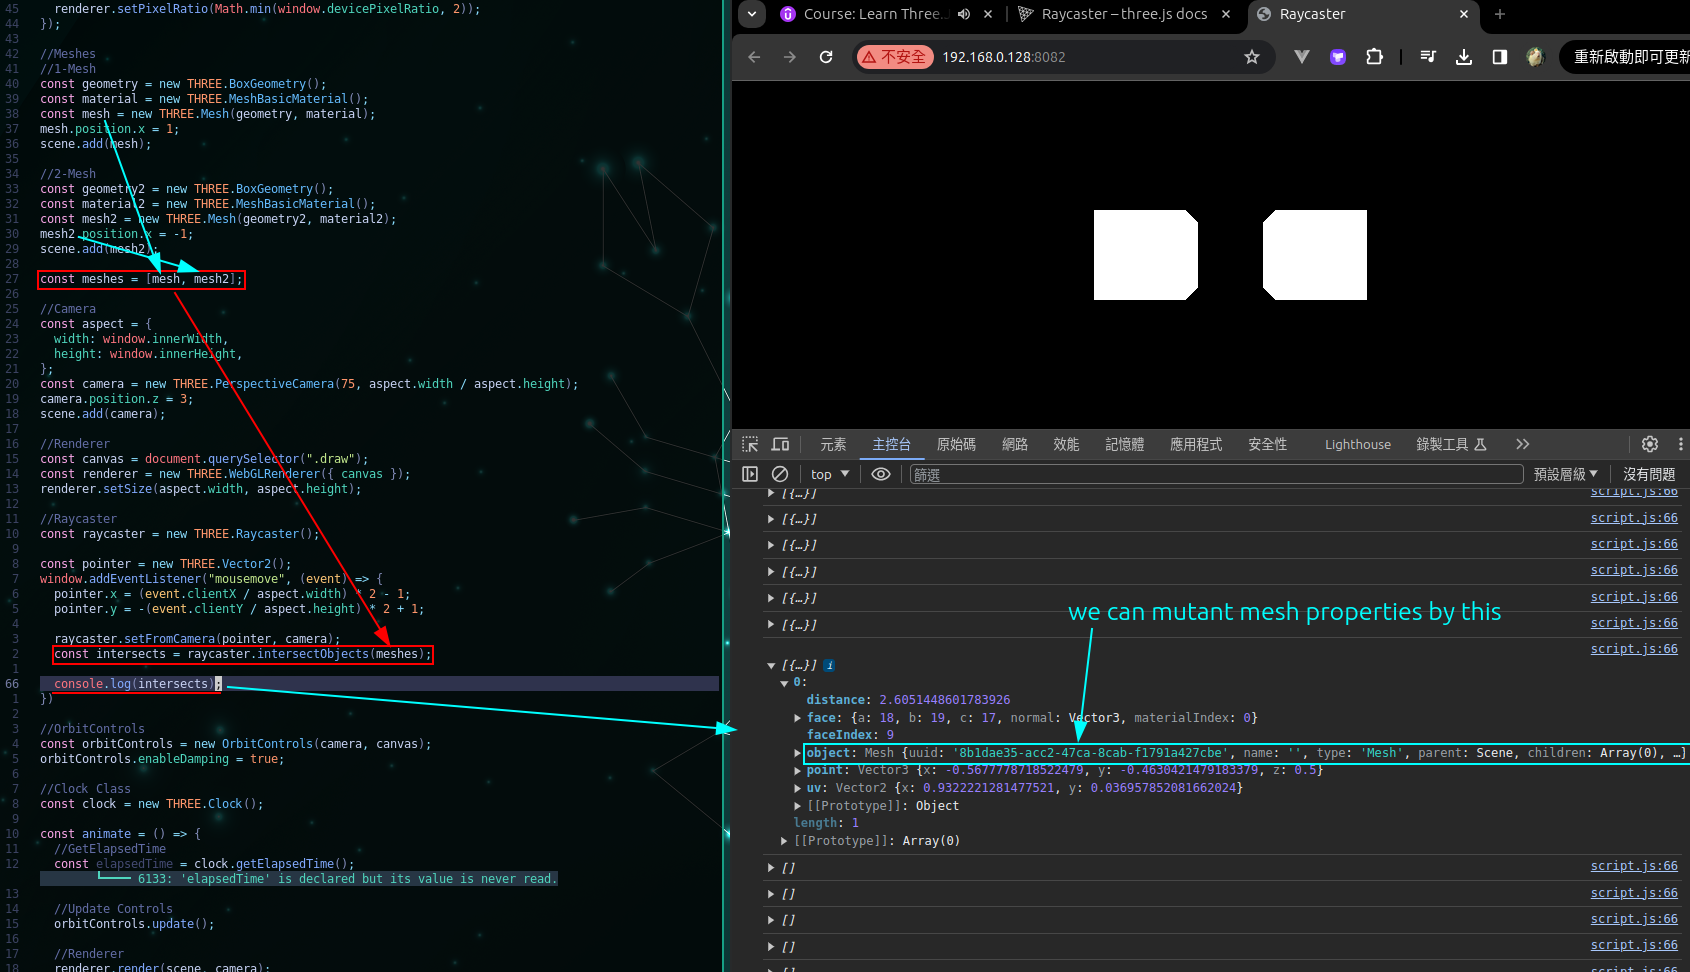 45 renderer.setPixelRatio(Math.min(window.devicePixelRatio, 2));
44 });
43
42 //Meshes
41 //1-Mesh
40 const geometry = new THREE.BoxGeometry();
39 const material = new THREE.MeshBasicMaterial();
38 const mesh = new THREE.Mesh(geometry, material);
37 mesh.position.x = 1;
36 scene.add(mesh);
35
34 //2-Mesh
33 const geometry2 = new THREE.BoxGeometry();
32 const material2 = new THREE.MeshBasicMaterial();
31 const mesh2 = new THREE.Mesh(geometry2, material2);
30 mesh2.position.x = -1;
29 scene.add(mesh2);
28
27 const meshes = [mesh, mesh2];
26
25 //Camera
24 const aspect = {
23 width: window.innerWidth,
22 height: window.innerHeight,
21 };
20 const camera = new THREE.PerspectiveCamera(75, aspect.width / aspect.height);
19 camera.position.z = 3;
18 scene.add(camera);
17
16 //Renderer
15 const canvas = document.querySelector(".draw");
14 const renderer = new THREE.WebGLRenderer({ canvas });
13 renderer.setSize(aspect.width, aspect.height);
12
11 //Raycaster
10 const raycaster = new THREE.Raycaster();
9
8 const pointer = new THREE.Vector2();
7 window.addEventListener("mousemove", (event) => {
6 pointer.x = (event.clientX / aspect.width) * 2 - 1;
5 pointer.y = -(event.clientY / aspect.height) * 2 + 1;
4
3 raycaster.setFromCamera(pointer, camera);
2 const intersects = raycaster.intersectObjects(meshes);
1
66 console.log(intersects);
1 })
2
3 //OrbitControls
4 const orbitControls = new OrbitControls(camera, canvas);
5 orbitControls.enableDamping = true;
6
7 //Clock Class
8 const clock = new THREE.Clock();
9
10 const animate = () => {
11 //GetElapsedTime
12 const elapsedTime = clock.getElapsedTime();
6133: 'elapsedTime' is declared but its value is never read.
13
14 //Update Controls
15 orbitControls.update();
16
17 //Renderer
18 renderer.render(scene, camera);
Course: Learn Three.
Raycaster – three.js docs
Raycaster
不安全 192.168.0.128:8082
重新啟動即可更新
元素 主控台 原始碼 網路 效能 記憶體 應用程式 安全性 Lighthouse 錄製工具
top 篩選 預設層級 沒有問題
[{…}] script.js:66
[{…}] script.js:66
[{…}] script.js:66
[{…}] script.js:66
[{…}] script.js:66
[{…}] script.js:66
we can mutant mesh properties by this
script.js:66
[{…}] i
0:
distance: 2.6051448601783926
face: {a: 18, b: 19, c: 17, normal: Vector3, materialIndex: 0}
faceIndex: 9
object: Mesh {uuid: '8b1dae35-acc2-47ca-8cab-f1791a427cbe', name: '', type: 'Mesh', parent: Scene, children: Array(0), …}
point: Vector3 {x: -0.5677778718522479, y: -0.4630421479183379, z: 0.5}
uv: Vector2 {x: 0.9322221281477521, y: 0.036957852081662024}
[[Prototype]]: Object
length: 1
[[Prototype]]: Array(0)
[] script.js:66
[] script.js:66
[] script.js:66
[] script.js:66